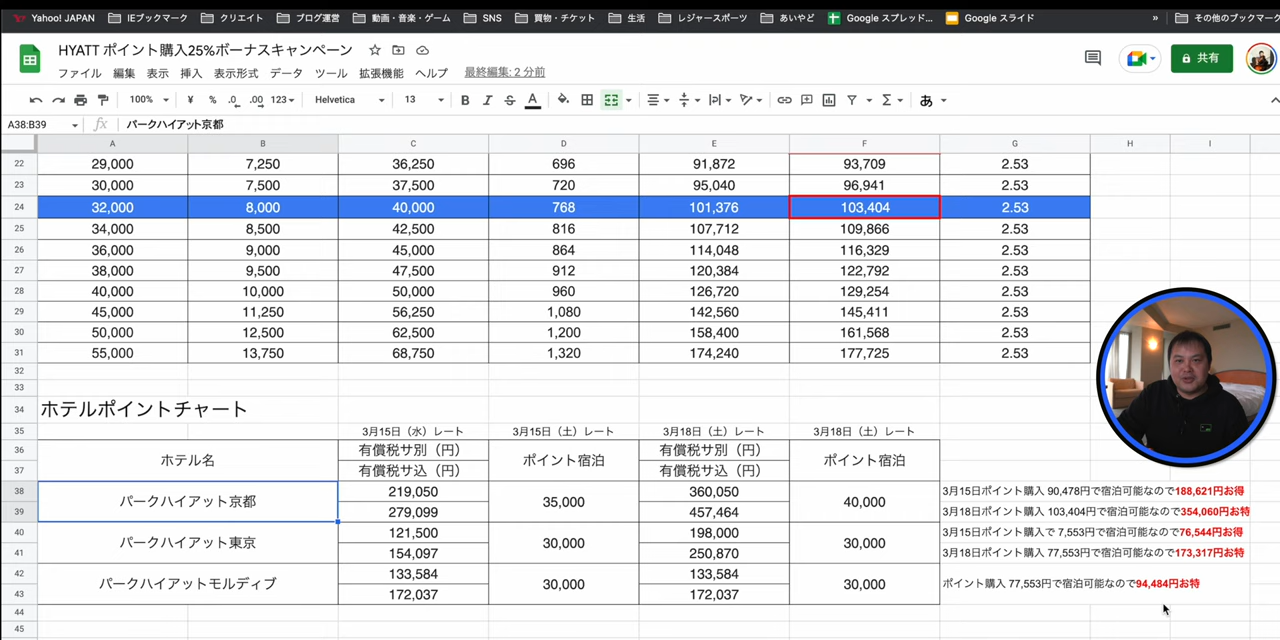 Yahoo! JAPAN IEブックマーク クリエイト ブログ運営 動画・音楽・ゲーム SNS 買物・チケット 生活 レジャースポーツ あいやど Google スプレッド... Google スライド » その他のブックマーク
HYATT ポイント購入25%ボーナスキャンペーン
ファイル 編集 表示 挿入 表示形式 データ ツール 拡張機能 ヘルプ 最終編集: 2 分前
共有
100% ¥ % .0 .00 123 Helvetica 13 B I S A あ
A38:B39 fx パークハイアット京都
A B C D E F G H I
22 29,000 7,250 36,250 696 91,872 93,709 2.53
23 30,000 7,500 37,500 720 95,040 96,941 2.53
24 32,000 8,000 40,000 768 101,376 103,404 2.53
25 34,000 8,500 42,500 816 107,712 109,866 2.53
26 36,000 9,000 45,000 864 114,048 116,329 2.53
27 38,000 9,500 47,500 912 120,384 122,792 2.53
28 40,000 10,000 50,000 960 126,720 129,254 2.53
29 45,000 11,250 56,250 1,080 142,560 145,411 2.53
30 50,000 12,500 62,500 1,200 158,400 161,568 2.53
31 55,000 13,750 68,750 1,320 174,240 177,725 2.53
32
33
34 ホテルポイントチャート
35 3月15日（水）レート 3月15日（土）レート 3月18日（土）レート 3月18日（土）レート
36 ホテル名 有償税サ別（円） ポイント宿泊 有償税サ別（円） ポイント宿泊
37 有償税サ込（円） 有償税サ込（円）
38 パークハイアット京都 219,050 35,000 360,050 40,000 3月15日ポイント購入 90,478円で宿泊可能なので188,621円お得
39 279,099 457,464 3月18日ポイント購入 103,404円で宿泊可能なので354,060円お特
40 パークハイアット東京 121,500 30,000 198,000 30,000 3月15日ポイント購入で 7,553円で宿泊可能なので76,544円お得
41 154,097 250,870 3月18日ポイント購入 77,553円で宿泊可能なので173,317円お特
42 パークハイアットモルディブ 133,584 30,000 133,584 30,000 ポイント購入 77,553円で宿泊可能なので94,484円お特
43 172,037 172,037
44
45